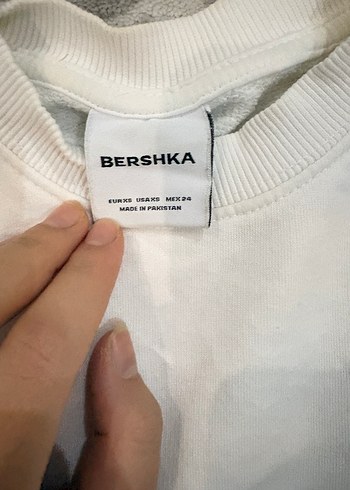 BERSHKA
EUR XS USA XS MEX 24
MADE IN PAKISTAN